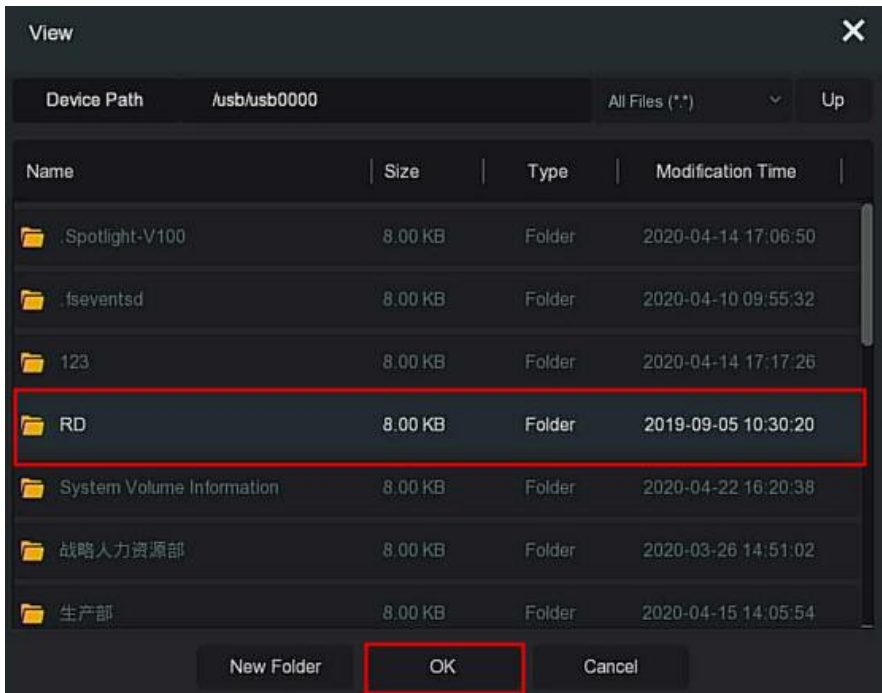 View
Device Path /usb/usb0000 All Files (*.*) Up
Name Size Type Modification Time
.Spotlight-V100 8.00 KB Folder 2020-04-14 17:06:50
.fseventsd 8.00 KB Folder 2020-04-10 09:55:32
123 8.00 KB Folder 2020-04-14 17:17:26
RD 8.00 KB Folder 2019-09-05 10:30:20
System Volume Information 8.00 KB Folder 2020-04-22 16:20:38
战略人力资源部 8.00 KB Folder 2020-03-26 14:51:02
生产部 8.00 KB Folder 2020-04-15 14:05:54
New Folder OK Cancel